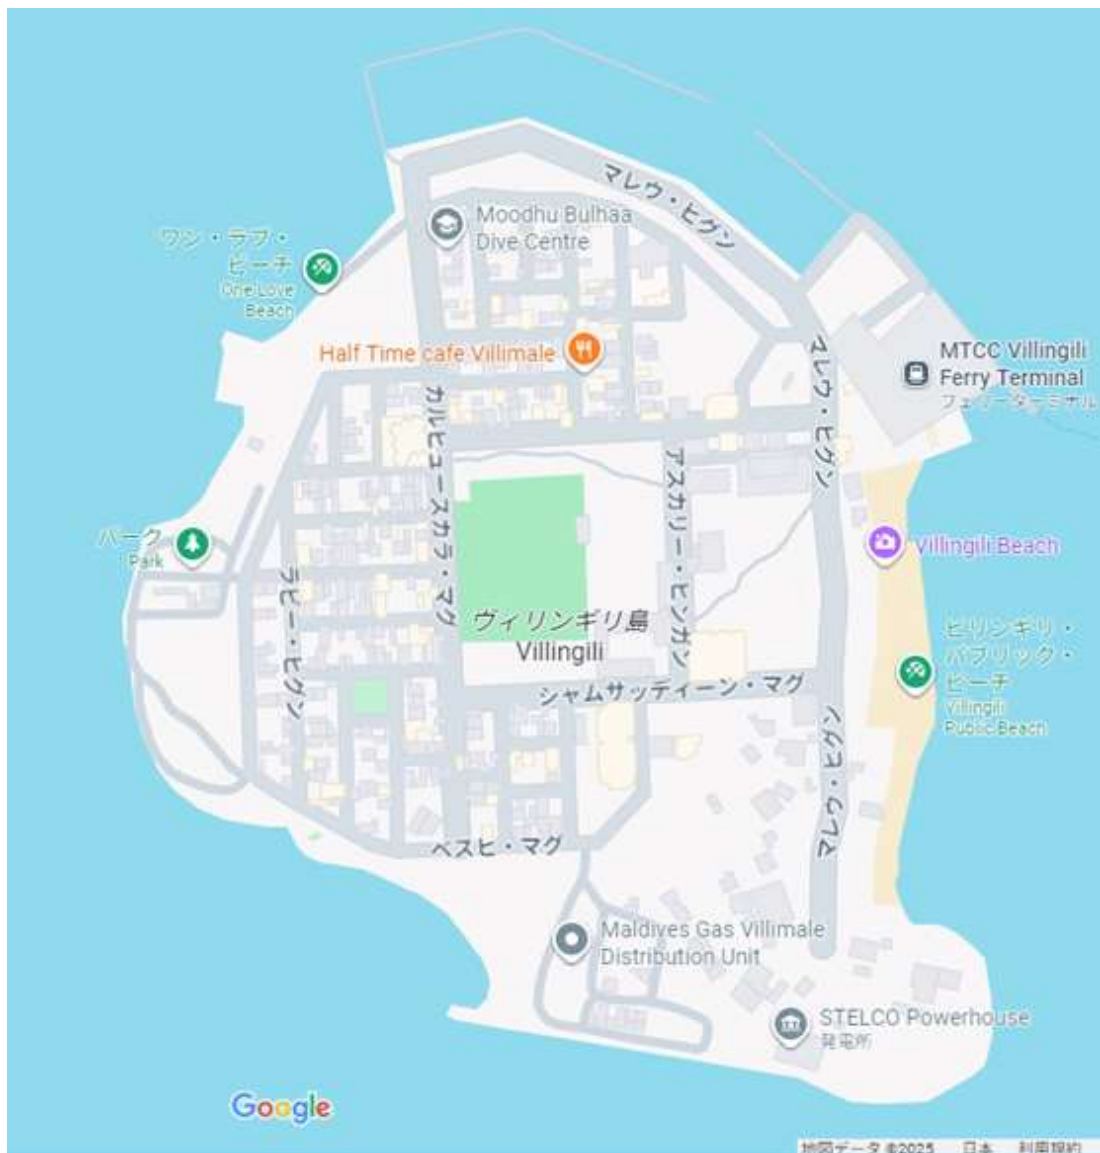 マレウ・ヒグン
Moodhu Bulhaa
Dive Centre
ワン・ラブ・
ビーチ
One Love
Beach
Half Time cafe Villimale
マレウ・ヒグン
MTCC Villingili
Ferry Terminal
フェリーターミナル
カルヒュースカラ・マグ
アスカリー・ヒンガン
パーク
Park
Villingili Beach
ラビー・ヒグン
ヴィリンギリ島
Villingili
ビリンギリ・
パブリック・
ビーチ
Villingili
Public Beach
シャムサッディーン・マグ
マレウ・ヒグン
ベスヒ・マグ
Maldives Gas Villimale
Distribution Unit
STELCO Powerhouse
発電所
Google
地図データ ©2025 日本 利用規約